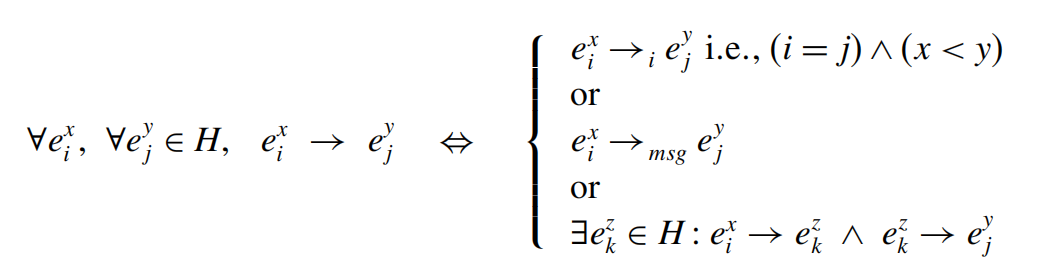 e_i^x →_i e_j^y i.e., (i = j) ∧ (x < y)
or
∀e_i^x, ∀e_j^y ∈ H, e_i^x → e_j^y ⇔ { e_i^x →_msg e_j^y
or
∃e_k^z ∈ H : e_i^x → e_k^z ∧ e_k^z → e_j^y